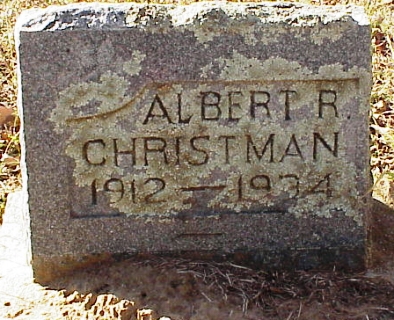 ALBERT R.
CHRISTMAN
1912 — 1934